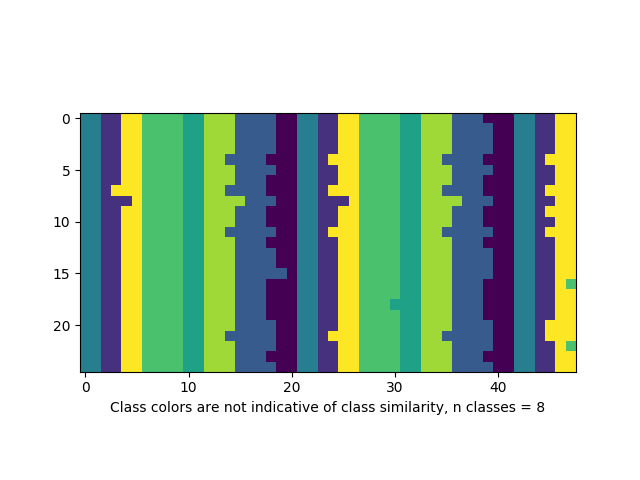 0
5
10
15
20
0 10 20 30 40
Class colors are not indicative of class similarity, n classes = 8